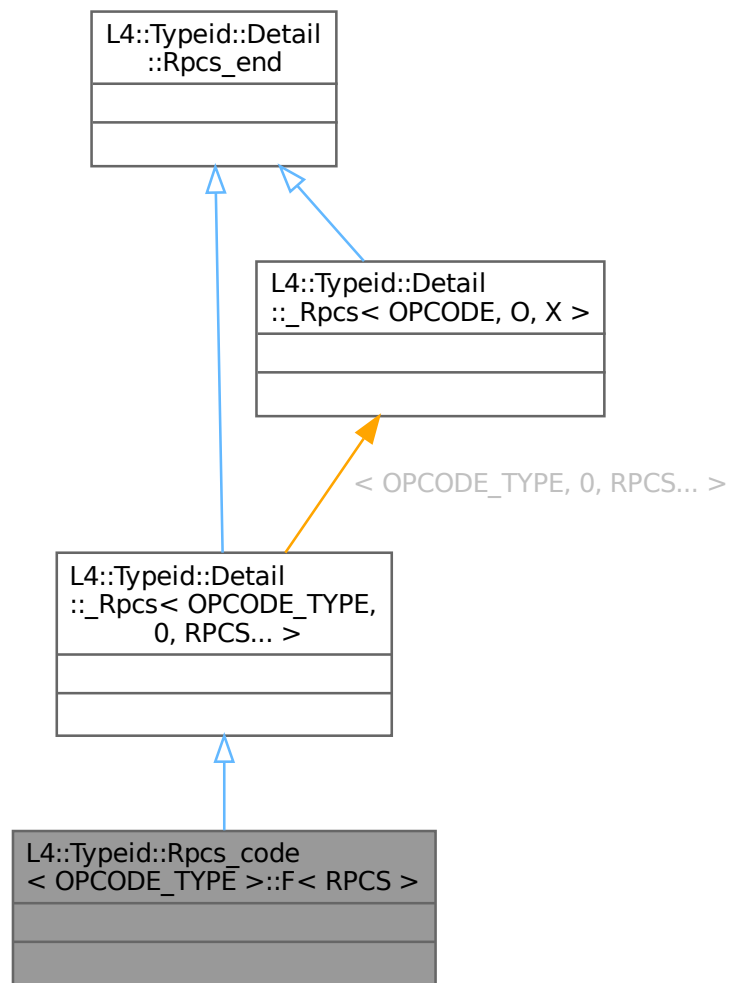 L4::Typeid::Detail
::Rpcs_end
L4::Typeid::Detail
::_Rpcs< OPCODE, O, X >
< OPCODE_TYPE, 0, RPCS... >
L4::Typeid::Detail
::_Rpcs< OPCODE_TYPE,
0, RPCS... >
L4::Typeid::Rpcs_code
< OPCODE_TYPE >::F< RPCS >